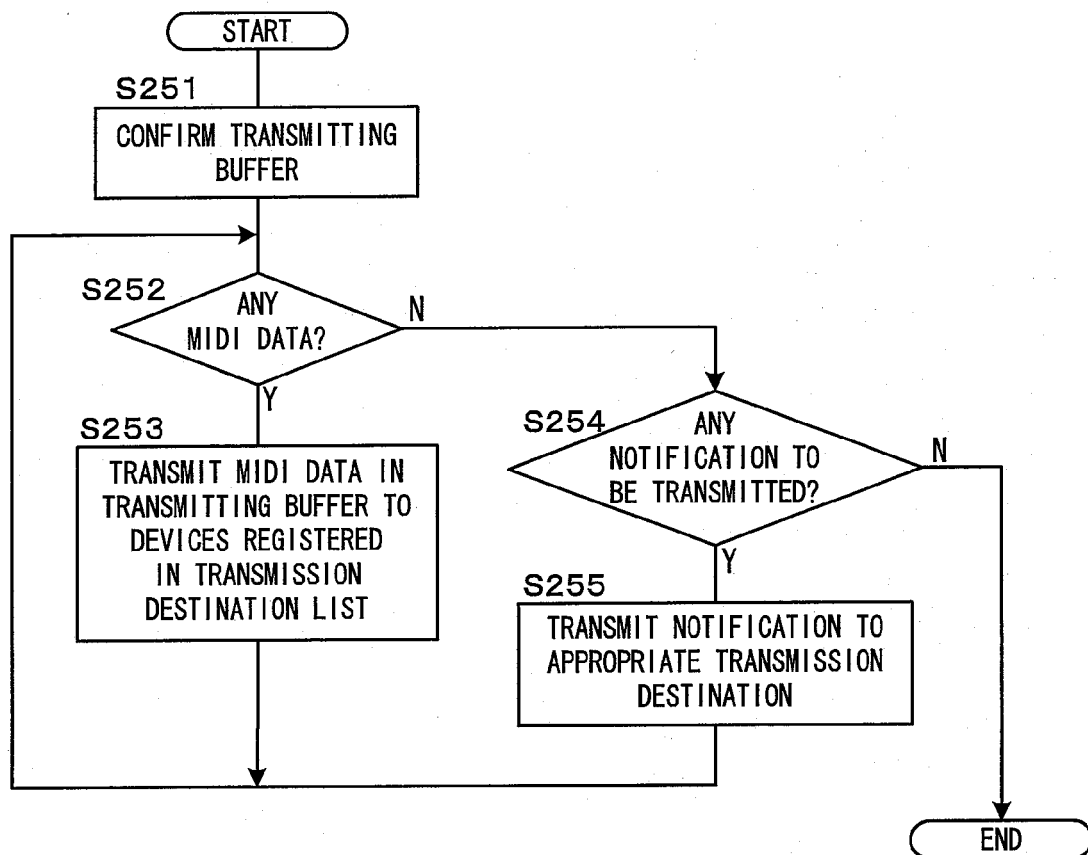 START
S251
CONFIRM TRANSMITTING
BUFFER
S252
ANY
MIDI DATA?
N
Y
S253
TRANSMIT MIDI DATA IN
TRANSMITTING BUFFER TO
DEVICES REGISTERED
IN TRANSMISSION
DESTINATION LIST
S254
ANY
NOTIFICATION TO
BE TRANSMITTED?
N
Y
S255
TRANSMIT NOTIFICATION TO
APPROPRIATE TRANSMISSION
DESTINATION
END